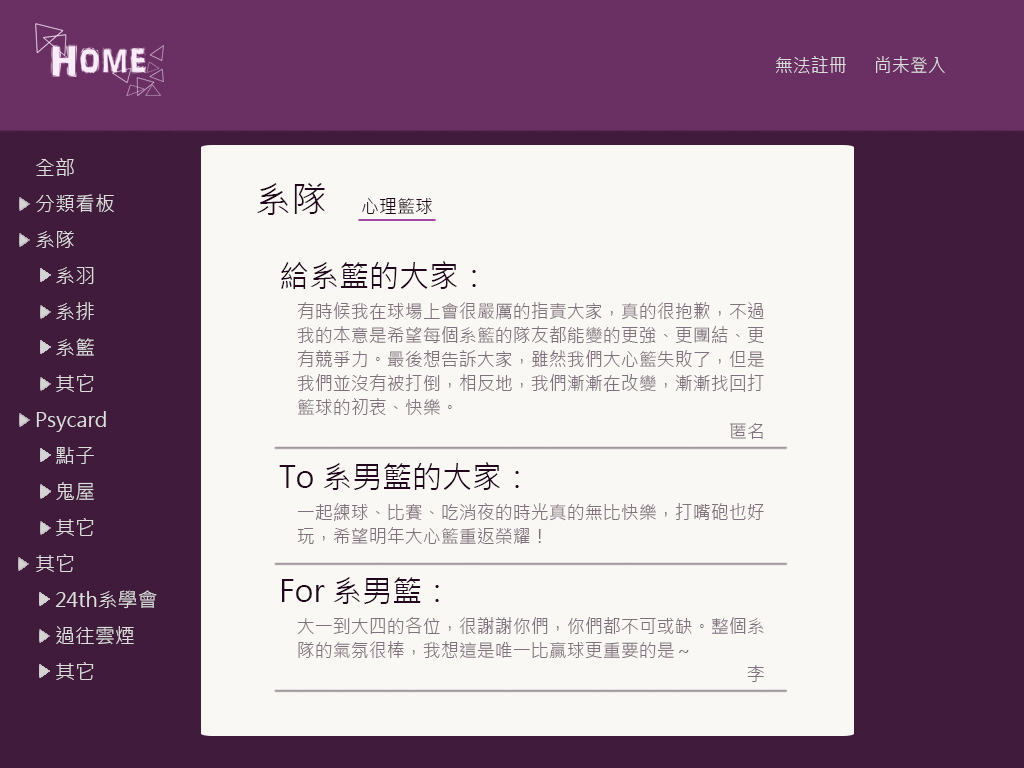 HOME
無法註冊 尚未登入
全部
分類看板
系隊
系羽
系排
系籃
其它
Psycard
點子
鬼屋
其它
其它
24th系學會
過往雲煙
其它
系隊 心理籃球
給系籃的大家：
有時候我在球場上會很嚴厲的指責大家，真的很抱歉，不過
我的本意是希望每個系籃的隊友都能變的更強、更團結、更
有競爭力。最後想告訴大家，雖然我們大心籃失敗了，但是
我們並沒有被打倒，相反地，我們漸漸在改變，漸漸找回打
籃球的初衷、快樂。
匿名
To 系男籃的大家：
一起練球、比賽、吃消夜的時光真的無比快樂，打嘴砲也好
玩，希望明年大心籃重返榮耀！
For 系男籃：
大一到大四的各位，很謝謝你們，你們都不可或缺。整個系
隊的氣氛很棒，我想這是唯一比贏球更重要的是～
李